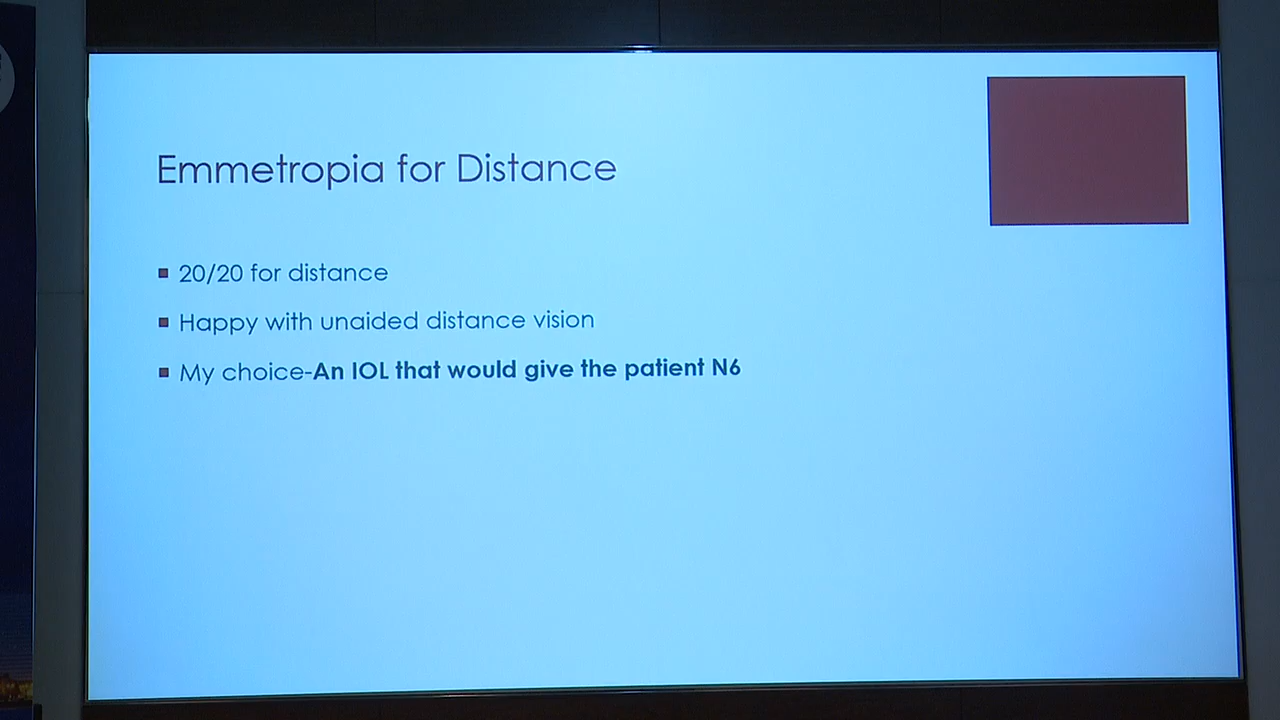 Emmetropia for Distance
20/20 for distance
Happy with unaided distance vision
My choice-An IOL that would give the patient N6